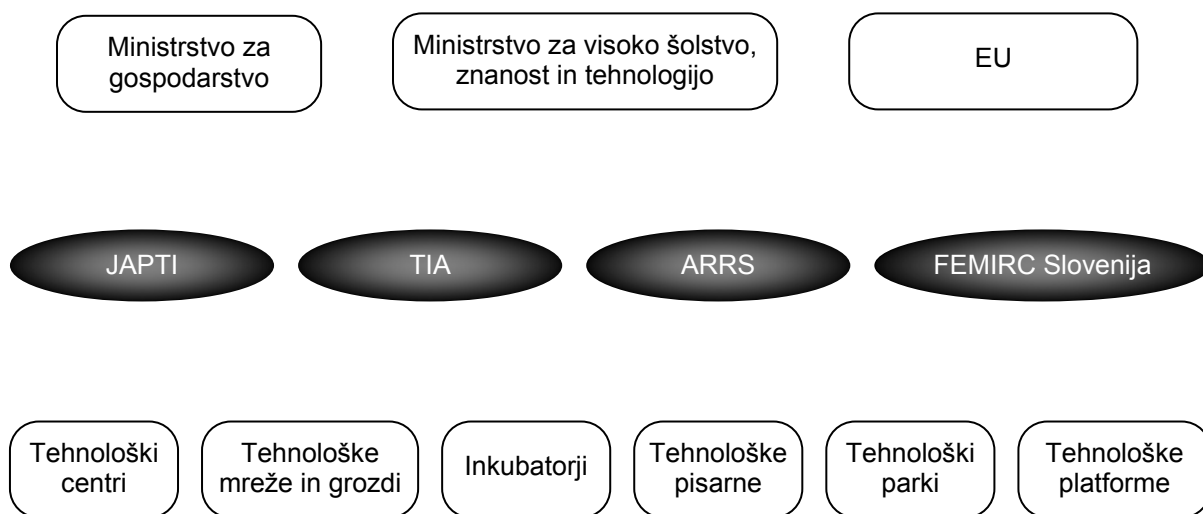 Ministrstvo za
gospodarstvo
Ministrstvo za visoko šolstvo,
znanost in tehnologijo
EU
JAPTI
TIA
ARRS
FEMIRC Slovenija
Tehnološki
centri
Tehnološke
mreže in grozdi
Inkubatorji
Tehnološke
pisarne
Tehnološki
parki
Tehnološke
platforme